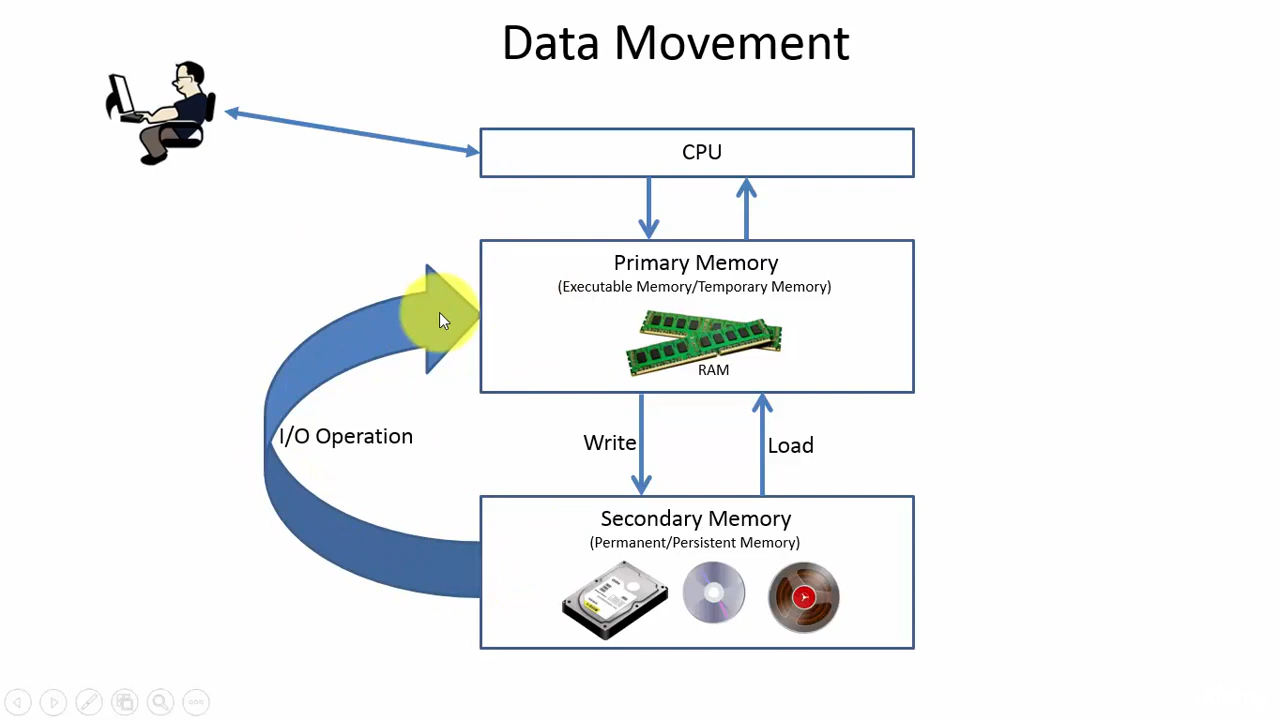 Data Movement
CPU
Primary Memory
(Executable Memory/Temporary Memory)
RAM
I/O Operation
Write
Load
Secondary Memory
(Permanent/Persistent Memory)